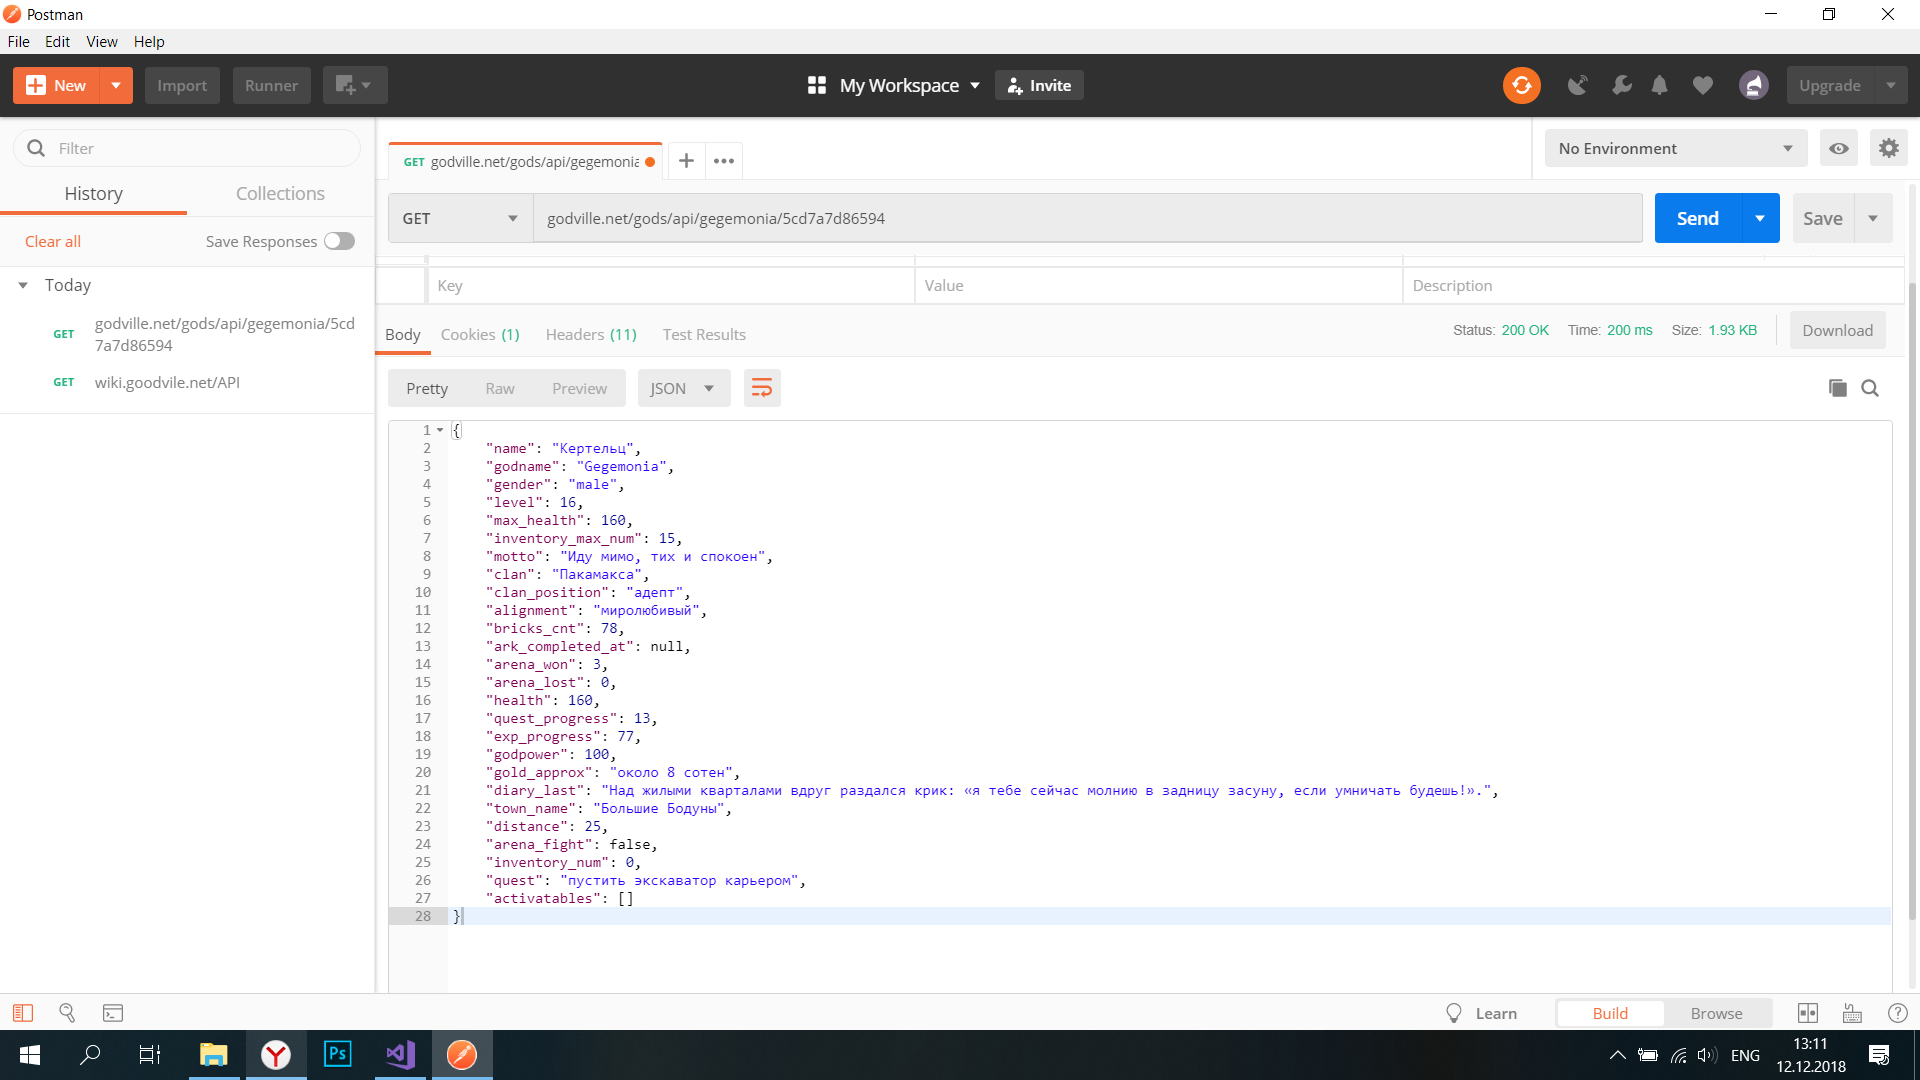 Postman
File Edit View Help
New Import Runner My Workspace Invite Upgrade
Filter
History Collections
Clear all Save Responses
Today
GET godville.net/gods/api/gegemonia/5cd
7a7d86594
GET wiki.goodvile.net/API
GET godville.net/gods/api/gegemonia
No Environment
GET godville.net/gods/api/gegemonia/5cd7a7d86594 Send Save
Key Value Description
Body Cookies (1) Headers (11) Test Results Status: 200 OK Time: 200 ms Size: 1.93 KB Download
Pretty Raw Preview JSON
1 {
2 "name": "Кертельц",
3 "godname": "Gegemonia",
4 "gender": "male",
5 "level": 16,
6 "max_health": 160,
7 "inventory_max_num": 15,
8 "motto": "Иду мимо, тих и спокоен",
9 "clan": "Пакамакса",
10 "clan_position": "адепт",
11 "alignment": "миролюбивый",
12 "bricks_cnt": 78,
13 "ark_completed_at": null,
14 "arena_won": 3,
15 "arena_lost": 0,
16 "health": 160,
17 "quest_progress": 13,
18 "exp_progress": 77,
19 "godpower": 100,
20 "gold_approx": "около 8 сотен",
21 "diary_last": "Над жилыми кварталами вдруг раздался крик: «я тебе сейчас молнию в задницу засуну, если умничать будешь!».",
22 "town_name": "Большие Бодуны",
23 "distance": 25,
24 "arena_fight": false,
25 "inventory_num": 0,
26 "quest": "пустить экскаватор карьером",
27 "activatables": []
28 }
Learn Build Browse
Ps
ENG
13:11
12.12.2018